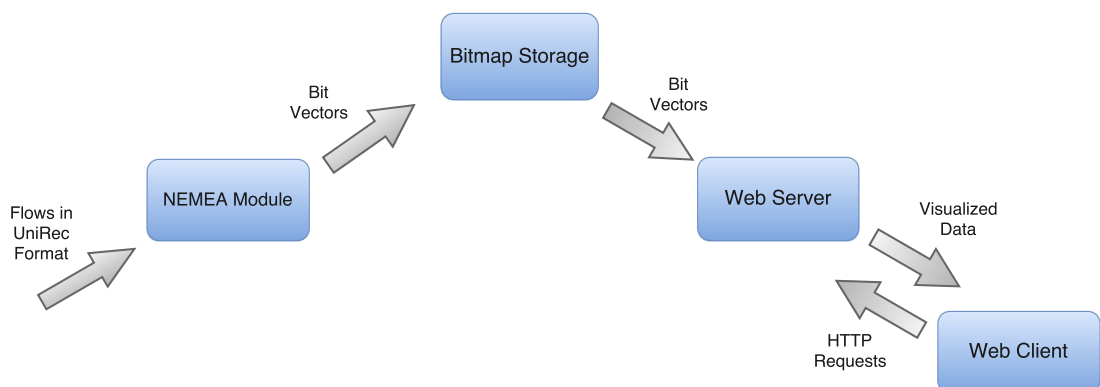 Bitmap Storage
Bit
Vectors
Bit
Vectors
NEMEA Module
Web Server
Flows in
UniRec
Format
Visualized
Data
HTTP
Requests
Web Client